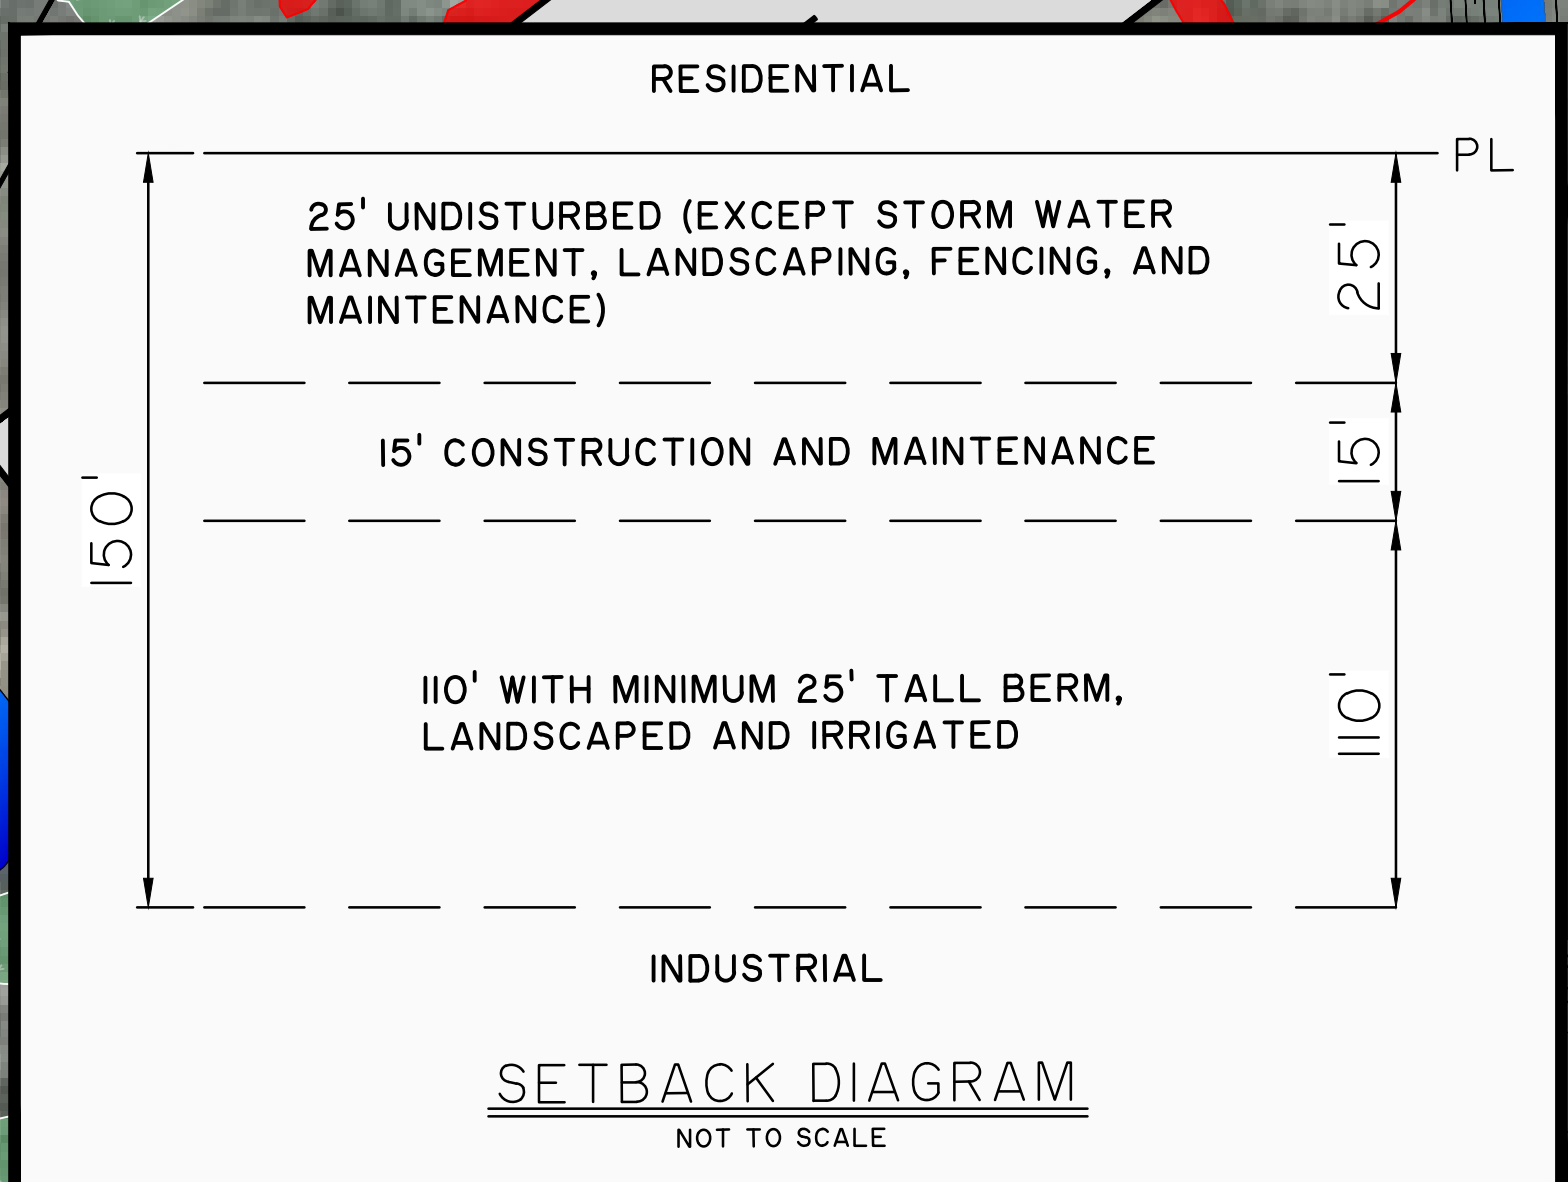 RESIDENTIAL
PL
25' UNDISTURBED (EXCEPT STORM WATER
MANAGEMENT, LANDSCAPING, FENCING, AND
MAINTENANCE)
25'
15' CONSTRUCTION AND MAINTENANCE
15'
150'
110' WITH MINIMUM 25' TALL BERM,
LANDSCAPED AND IRRIGATED
110'
INDUSTRIAL
SETBACK DIAGRAM
NOT TO SCALE